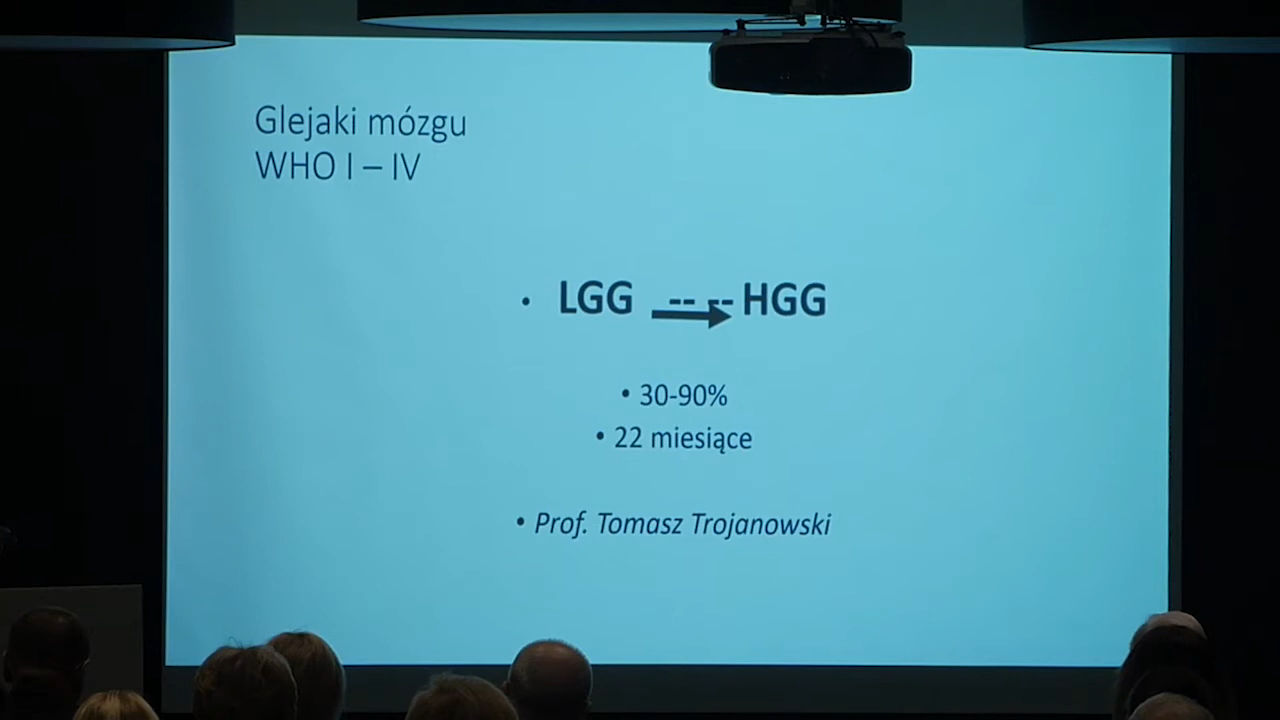 Glejaki mózgu
WHO I – IV
• LGG -- -- HGG
• 30-90%
• 22 miesiące
• Prof. Tomasz Trojanowski